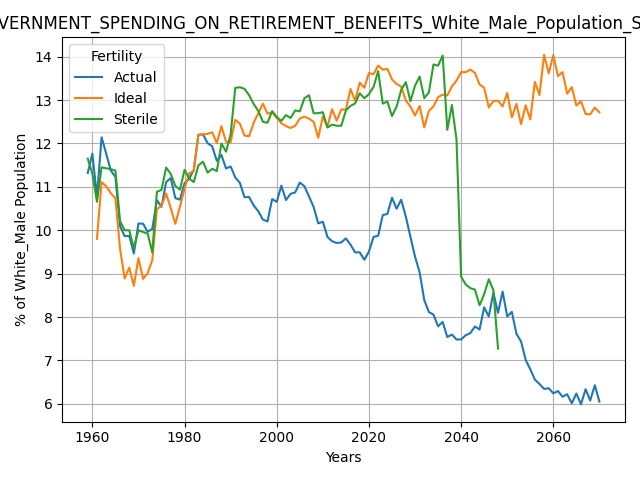 VERNMENT_SPENDING_ON_RETIREMENT_BENEFITS_White_Male_Population_S
Fertility
Actual
Ideal
Sterile
% of White_Male Population
14
13
12
11
10
9
8
7
6
1960 1980 2000 2020 2040 2060
Years